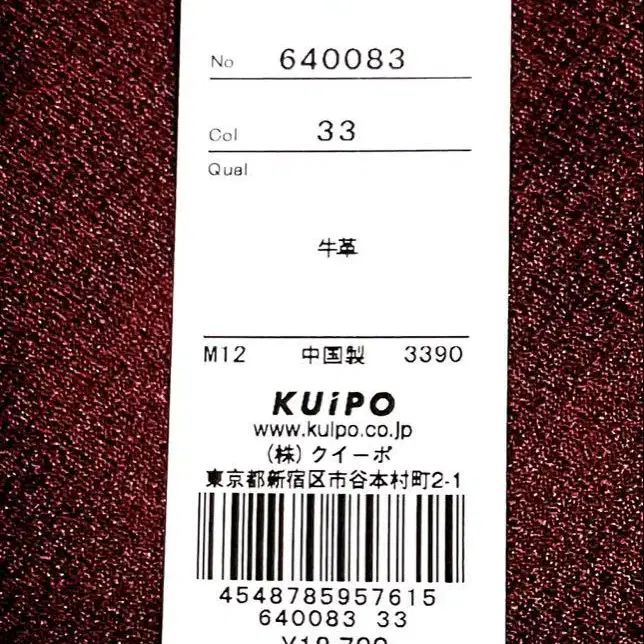 No 640083
Col 33
Qual
牛革
M12 中国製 3390
KUiPO
www.kuipo.co.jp
(株)クイーポ
東京都新宿区市谷本村町2-1
4548785957615
640083 33